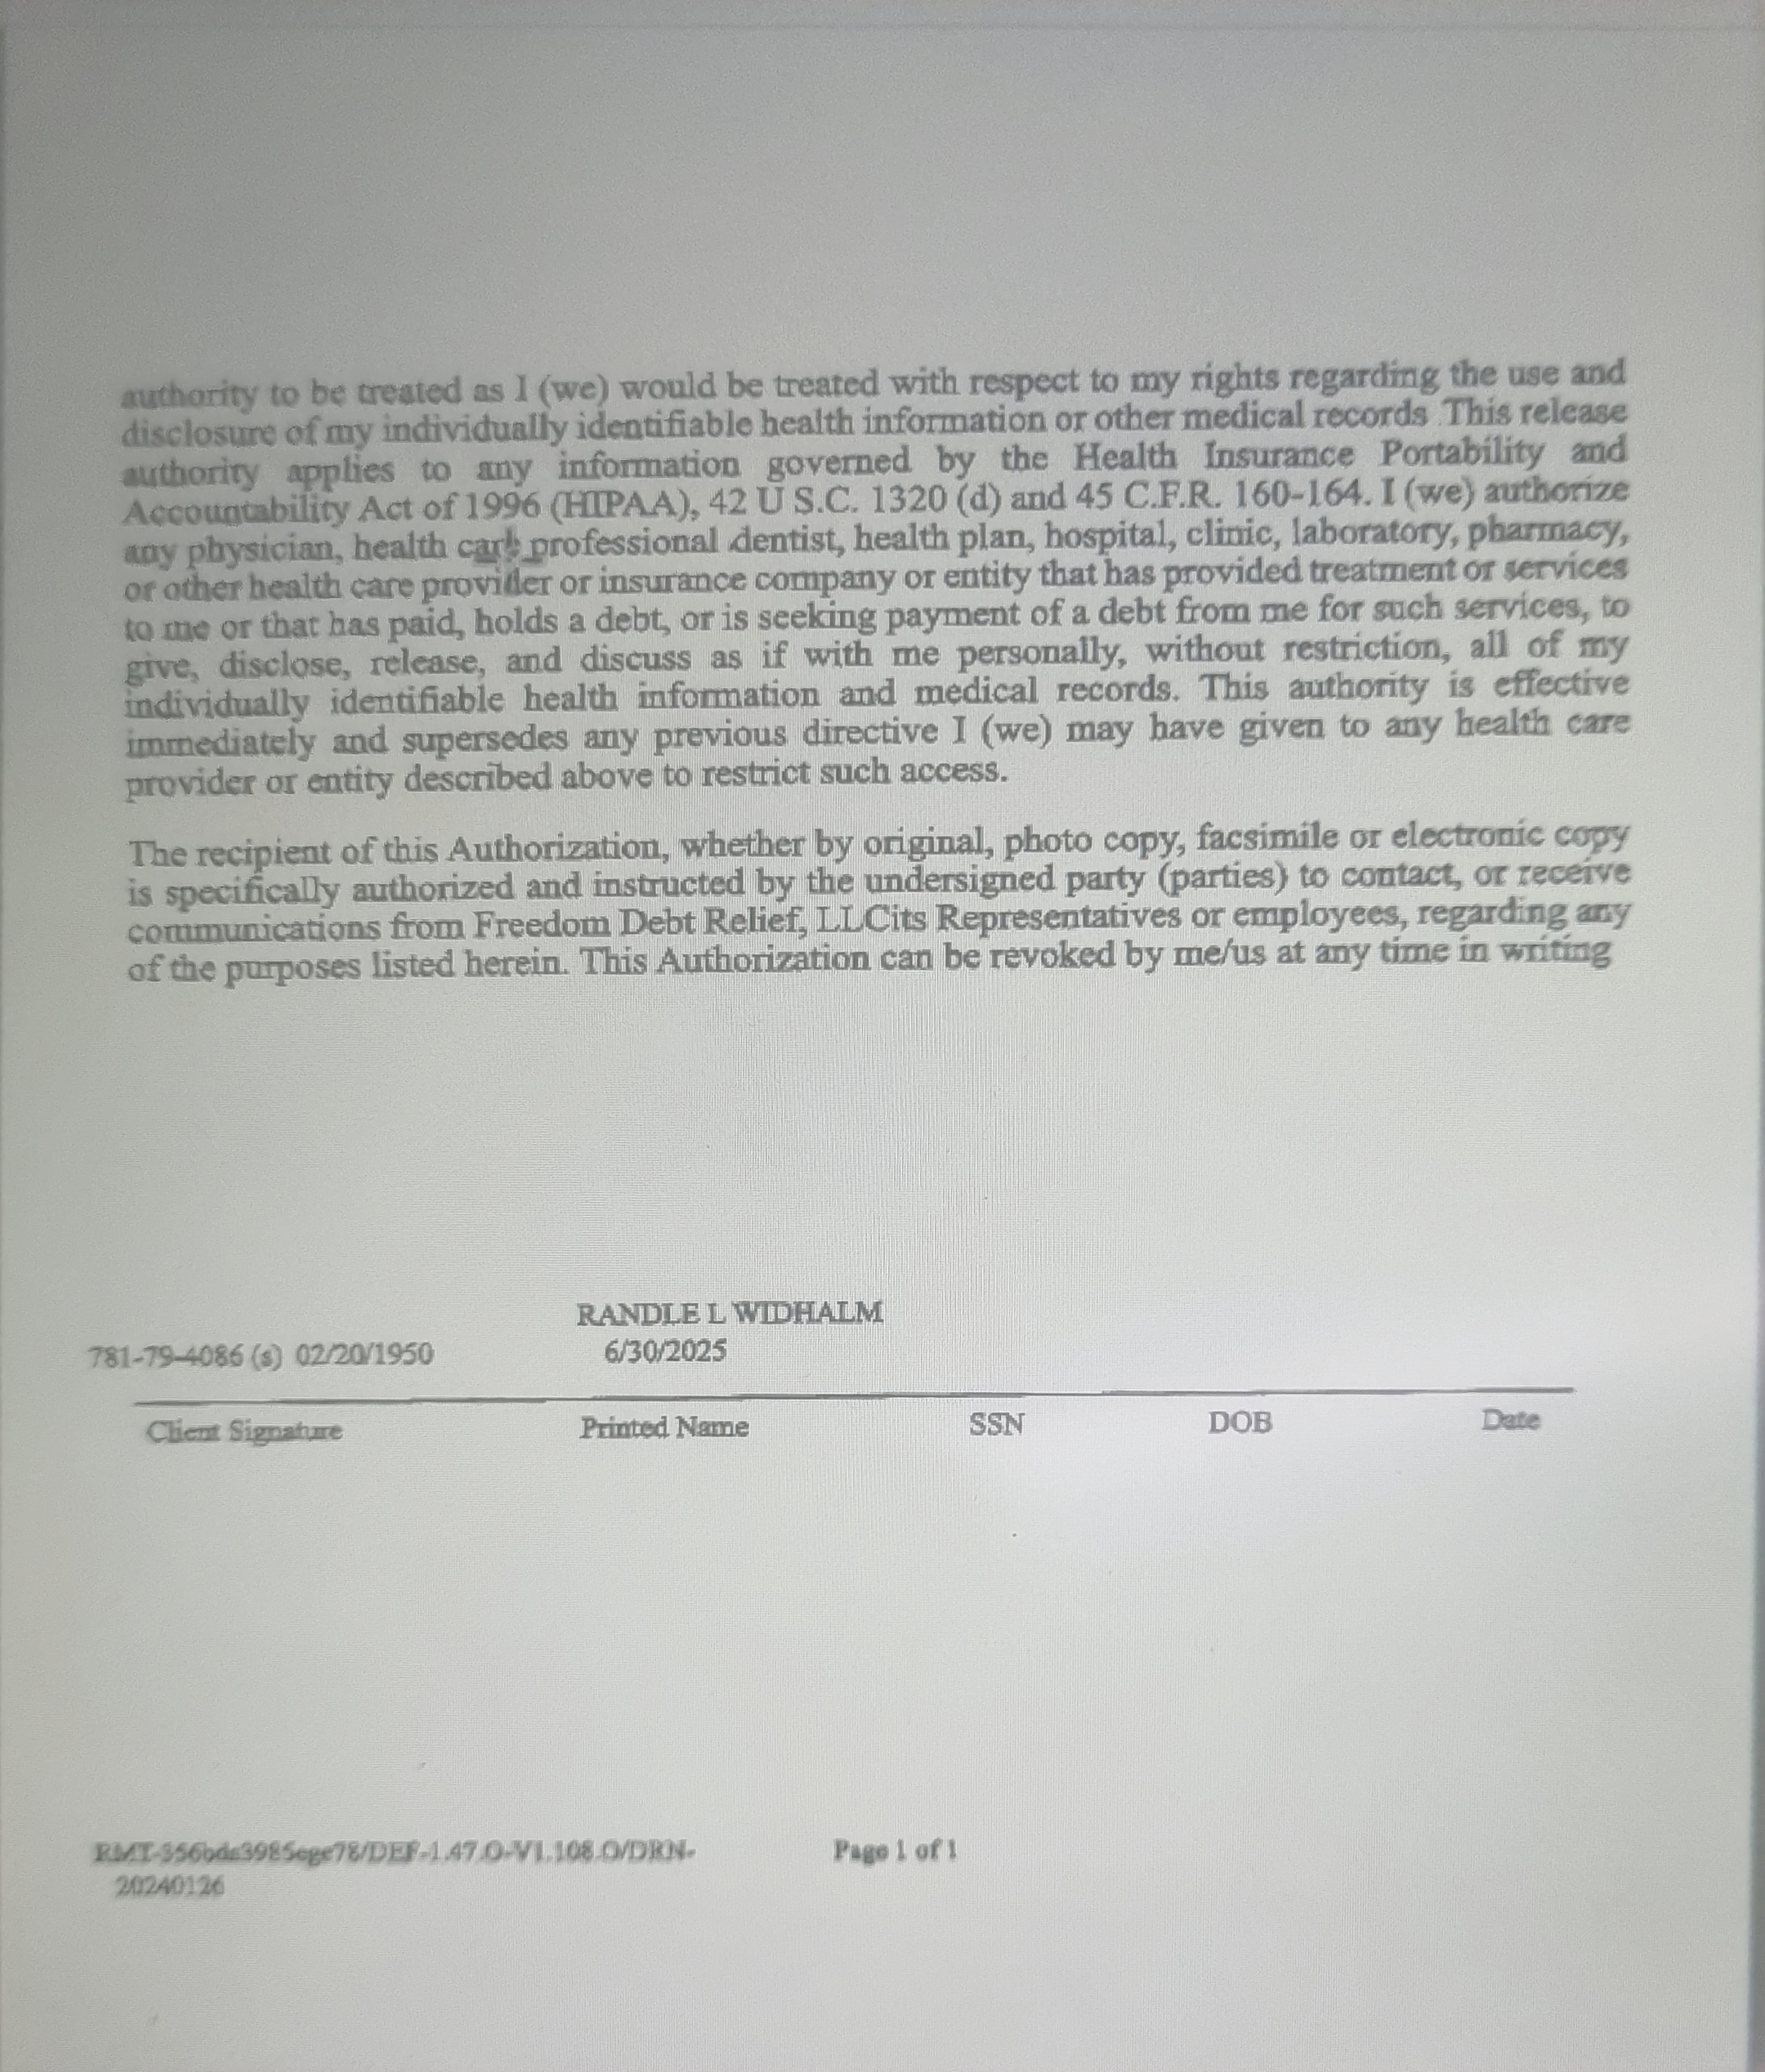 authority to be treated as I (we) would be treated with respect to my rights regarding the use and
disclosure of my individually identifiable health information or other medical records This release
authority applies to any information governed by the Health Insurance Portability and
Accountability Act of 1996 (HIPAA), 42 U S.C. 1320 (d) and 45 C.F.R. 160-164. I (we) authorize
any physician, health care professional dentist, health plan, hospital, clinic, laboratory, pharmacy,
or other health care provider or insurance company or entity that has provided treatment or services
to me or that has paid, holds a debt, or is seeking payment of a debt from me for such services, to
give, disclose, release, and discuss as if with me personally, without restriction, all of my
individually identifiable health information and medical records. This authority is effective
immediately and supersedes any previous directive I (we) may have given to any health care
provider or entity described above to restrict such access.
The recipient of this Authorization, whether by original, photo copy, facsimile or electronic copy
is specifically authorized and instructed by the undersigned party (parties) to contact, or receive
communications from Freedom Debt Relief, LLCits Representatives or employees, regarding any
of the purposes listed herein. This Authorization can be revoked by me/us at any time in writing
RANDLE L WIDHALM
781-79-4086 (s) 02/20/1950 6/30/2025
Client Signature Printed Name SSN DOB Date
Page 1 of 1
20240126